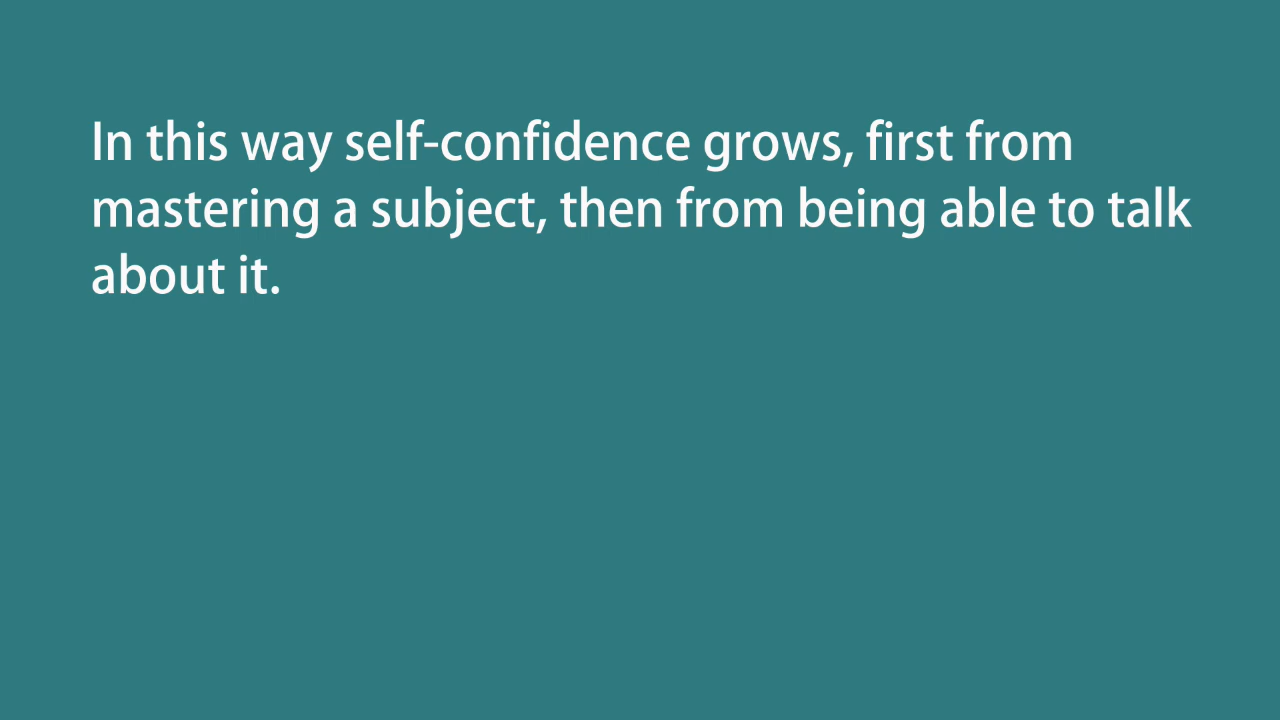 In this way self-confidence grows, first from
mastering a subject, then from being able to talk
about it.